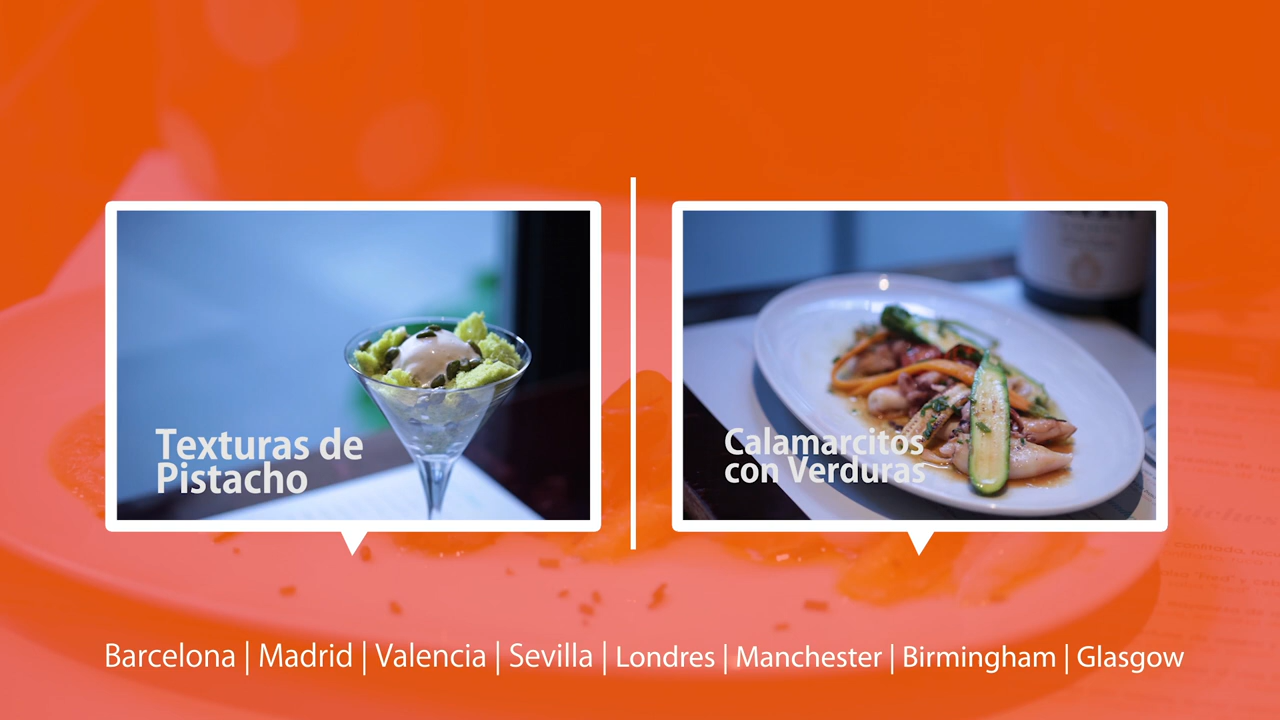 Texturas de
Pistacho
Calamarcitos
con Verduras
Barcelona | Madrid | Valencia | Sevilla | Londres | Manchester | Birmingham | Glasgow